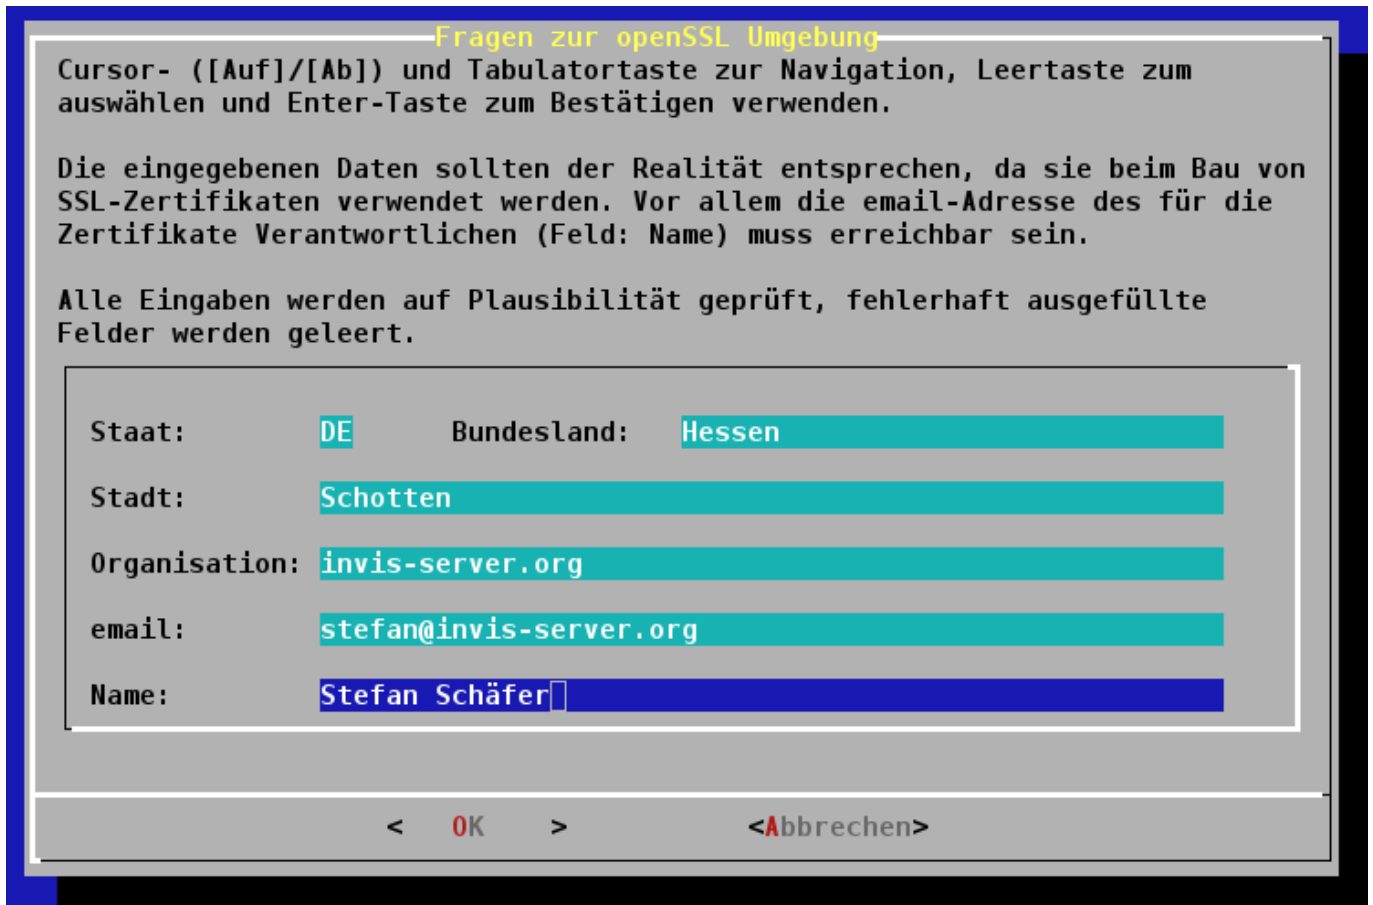 Fragen zur openSSL Umgebung
Cursor- ([Auf]/[Ab]) und Tabulatortaste zur Navigation, Leertaste zum
auswählen und Enter-Taste zum Bestätigen verwenden.
Die eingegebenen Daten sollten der Realität entsprechen, da sie beim Bau von
SSL-Zertifikaten verwendet werden. Vor allem die email-Adresse des für die
Zertifikate Verantwortlichen (Feld: Name) muss erreichbar sein.
Alle Eingaben werden auf Plausibilität geprüft, fehlerhaft ausgefüllte
Felder werden geleert.
Staat: DE Bundesland: Hessen
Stadt: Schotten
Organisation: invis-server.org
email: stefan@invis-server.org
Name: Stefan Schäfer
< OK > <Abbrechen>